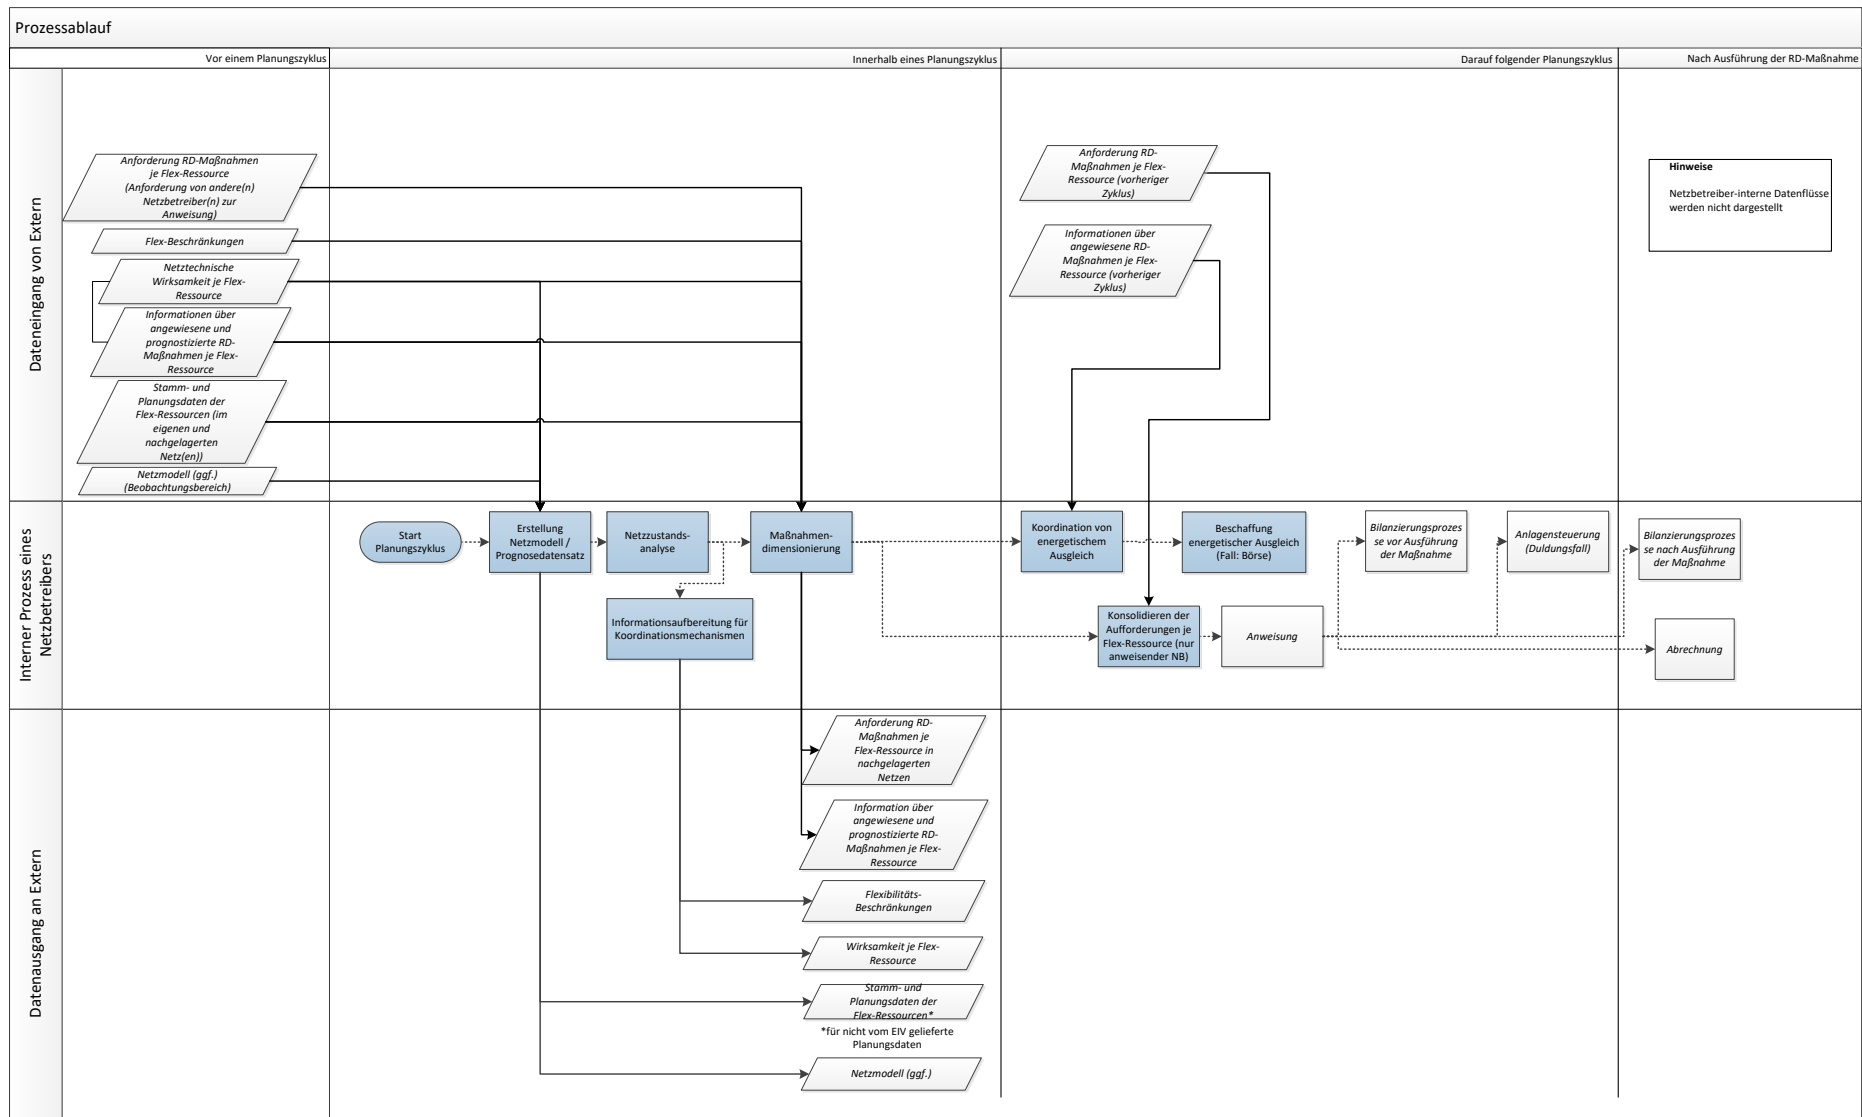 Prozessablauf
Vor einem Planungszyklus
Innerhalb eines Planungszyklus
Darauf folgender Planungszyklus
Nach Ausführung der RD-Maßnahme
Dateneingang von Extern
Anforderung RD-Maßnahmen
je Flex-Ressource
(Anforderung von andere(n)
Netzbetreiber(n) zur
Anweisung)
Flex-Beschränkungen
Netztechnische
Wirksamkeit je Flex-
Ressource
Informationen über
angewiesene und
prognostizierte RD-
Maßnahmen je Flex-
Ressource
Stamm- und
Planungsdaten der
Flex-Ressourcen (im
eigenen und
nachgelagerten
Netz(en))
Netzmodell (ggf.)
(Beobachtungsbereich)
Anforderung RD-
Maßnahmen je Flex-
Ressource (vorheriger
Zyklus)
Informationen über
angewiesene RD-
Maßnahmen je Flex-
Ressource (vorheriger
Zyklus)
Hinweise
Netzbetreiber-interne Datenflüsse
werden nicht dargestellt
Interner Prozess eines
Netzbetreibers
Start
Planungszyklus
Erstellung
Netzmodell /
Prognosedatensatz
Netzzustands-
analyse
Maßnahmen-
dimensionierung
Informationsaufbereitung für
Koordinationsmechanismen
Koordination von
energetischem
Ausgleich
Beschaffung
energetischer Ausgleich
(Fall: Börse)
Konsolidieren der
Aufforderungen je
Flex-Ressource (nur
anweisender NB)
Anweisung
Bilanzierungsprozes
se vor Ausführung
der Maßnahme
Anlagensteuerung
(Duldungsfall)
Bilanzierungsprozes
se nach Ausführung
der Maßnahme
Abrechnung
Datenausgang an Extern
Anforderung RD-
Maßnahmen je
Flex-Ressource in
nachgelagerten
Netzen
Information über
angewiesene und
prognostizierte RD-
Maßnahmen je Flex-
Ressource
Flexibilitäts-
Beschränkungen
Wirksamkeit je Flex-
Ressource
Stamm- und
Planungsdaten der
Flex-Ressourcen*
*für nicht vom EIV gelieferte
Planungsdaten
Netzmodell (ggf.)